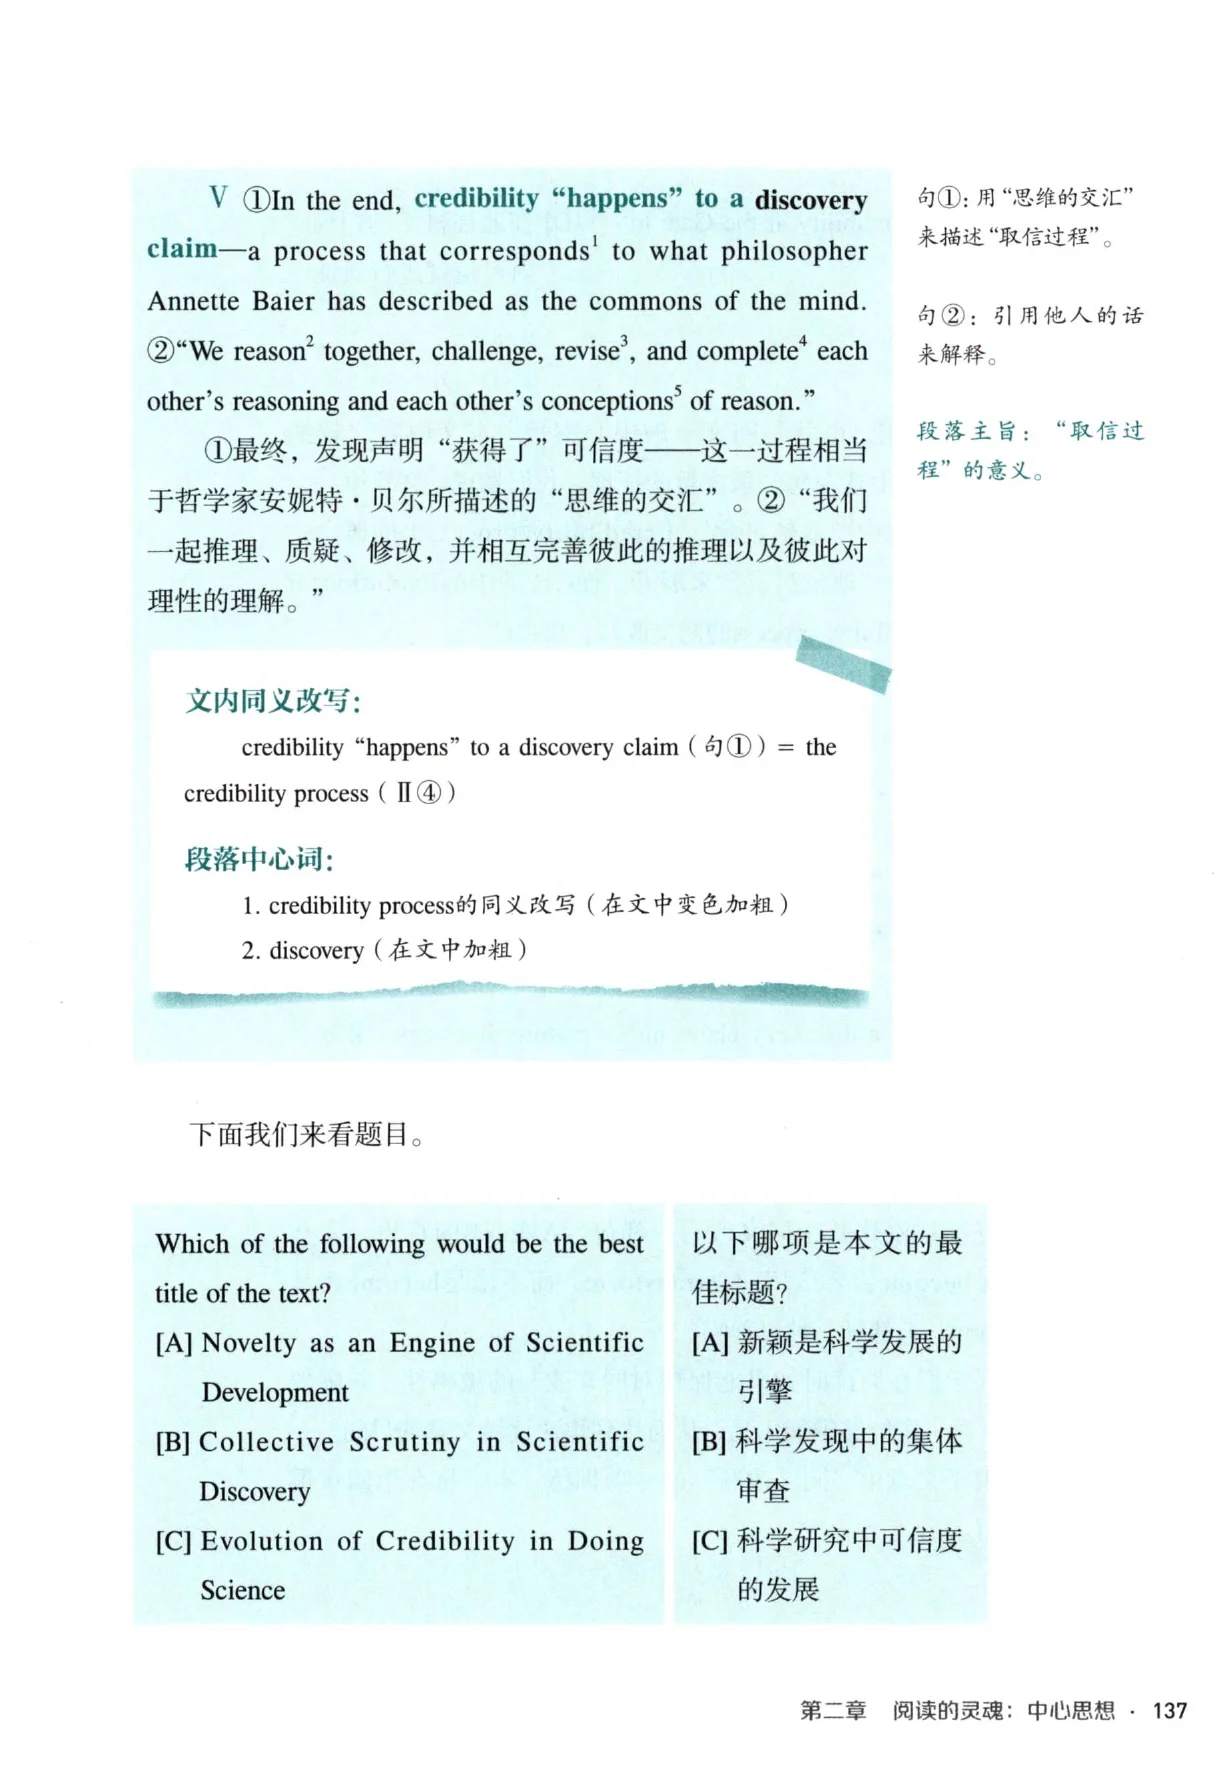 V ①In the end, credibility “happens” to a discovery
claim—a process that corresponds¹ to what philosopher
Annette Baier has described as the commons of the mind.
②“We reason² together, challenge, revise³, and complete⁴ each
other’s reasoning and each other’s conceptions⁵ of reason.”
①最终，发现声明“获得了”可信度——这一过程相当
于哲学家安妮特·贝尔所描述的“思维的交汇”。②“我们
一起推理、质疑、修改，并相互完善彼此的推理以及彼此对
理性的理解。”
句①：用“思维的交汇”
来描述“取信过程”。
句②：引用他人的话
来解释。
段落主旨：“取信过
程”的意义。
文内同义改写：
credibility “happens” to a discovery claim（句①）= the
credibility process（Ⅱ④）
段落中心词：
1. credibility process的同义改写（在文中变色加粗）
2. discovery（在文中加粗）
下面我们来看题目。
Which of the following would be the best
title of the text?
[A] Novelty as an Engine of Scientific
Development
[B] Collective Scrutiny in Scientific
Discovery
[C] Evolution of Credibility in Doing
Science
以下哪项是本文的最
佳标题？
[A] 新颖是科学发展的
引擎
[B] 科学发现中的集体
审查
[C] 科学研究中可信度
的发展
第二章 阅读的灵魂：中心思想 · 137